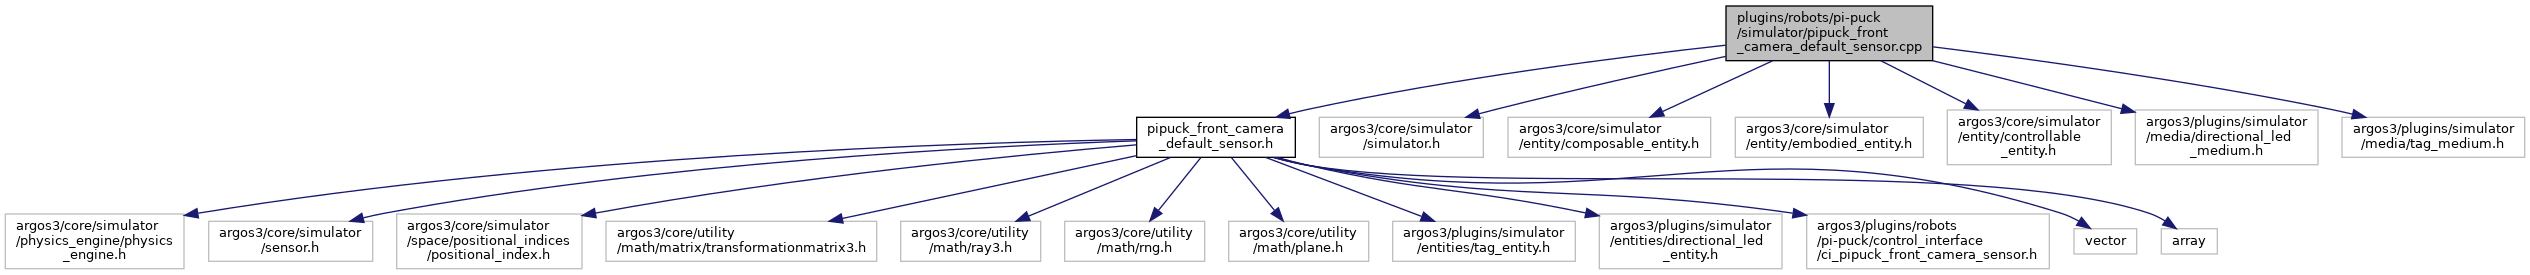 plugins/robots/pi-puck
/simulator/pipuck_front
_camera_default_sensor.cpp
pipuck_front_camera
_default_sensor.h
argos3/core/simulator
/simulator.h
argos3/core/simulator
/entity/composable_entity.h
argos3/core/simulator
/entity/embodied_entity.h
argos3/core/simulator
/entity/controllable
_entity.h
argos3/plugins/simulator
/media/directional_led
_medium.h
argos3/plugins/simulator
/media/tag_medium.h
argos3/core/simulator
/physics_engine/physics
_engine.h
argos3/core/simulator
/sensor.h
argos3/core/simulator
/space/positional_indices
/positional_index.h
argos3/core/utility
/math/matrix/transformationmatrix3.h
argos3/core/utility
/math/ray3.h
argos3/core/utility
/math/rng.h
argos3/core/utility
/math/plane.h
argos3/plugins/simulator
/entities/tag_entity.h
argos3/plugins/simulator
/entities/directional_led
_entity.h
argos3/plugins/robots
/pi-puck/control_interface
/ci_pipuck_front_camera_sensor.h
vector
array